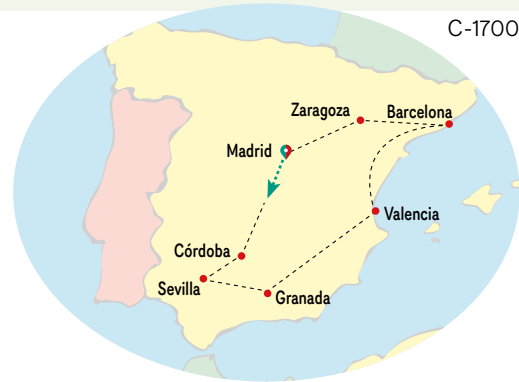 C-1700
Zaragoza
Barcelona
Madrid
Valencia
Córdoba
Sevilla
Granada